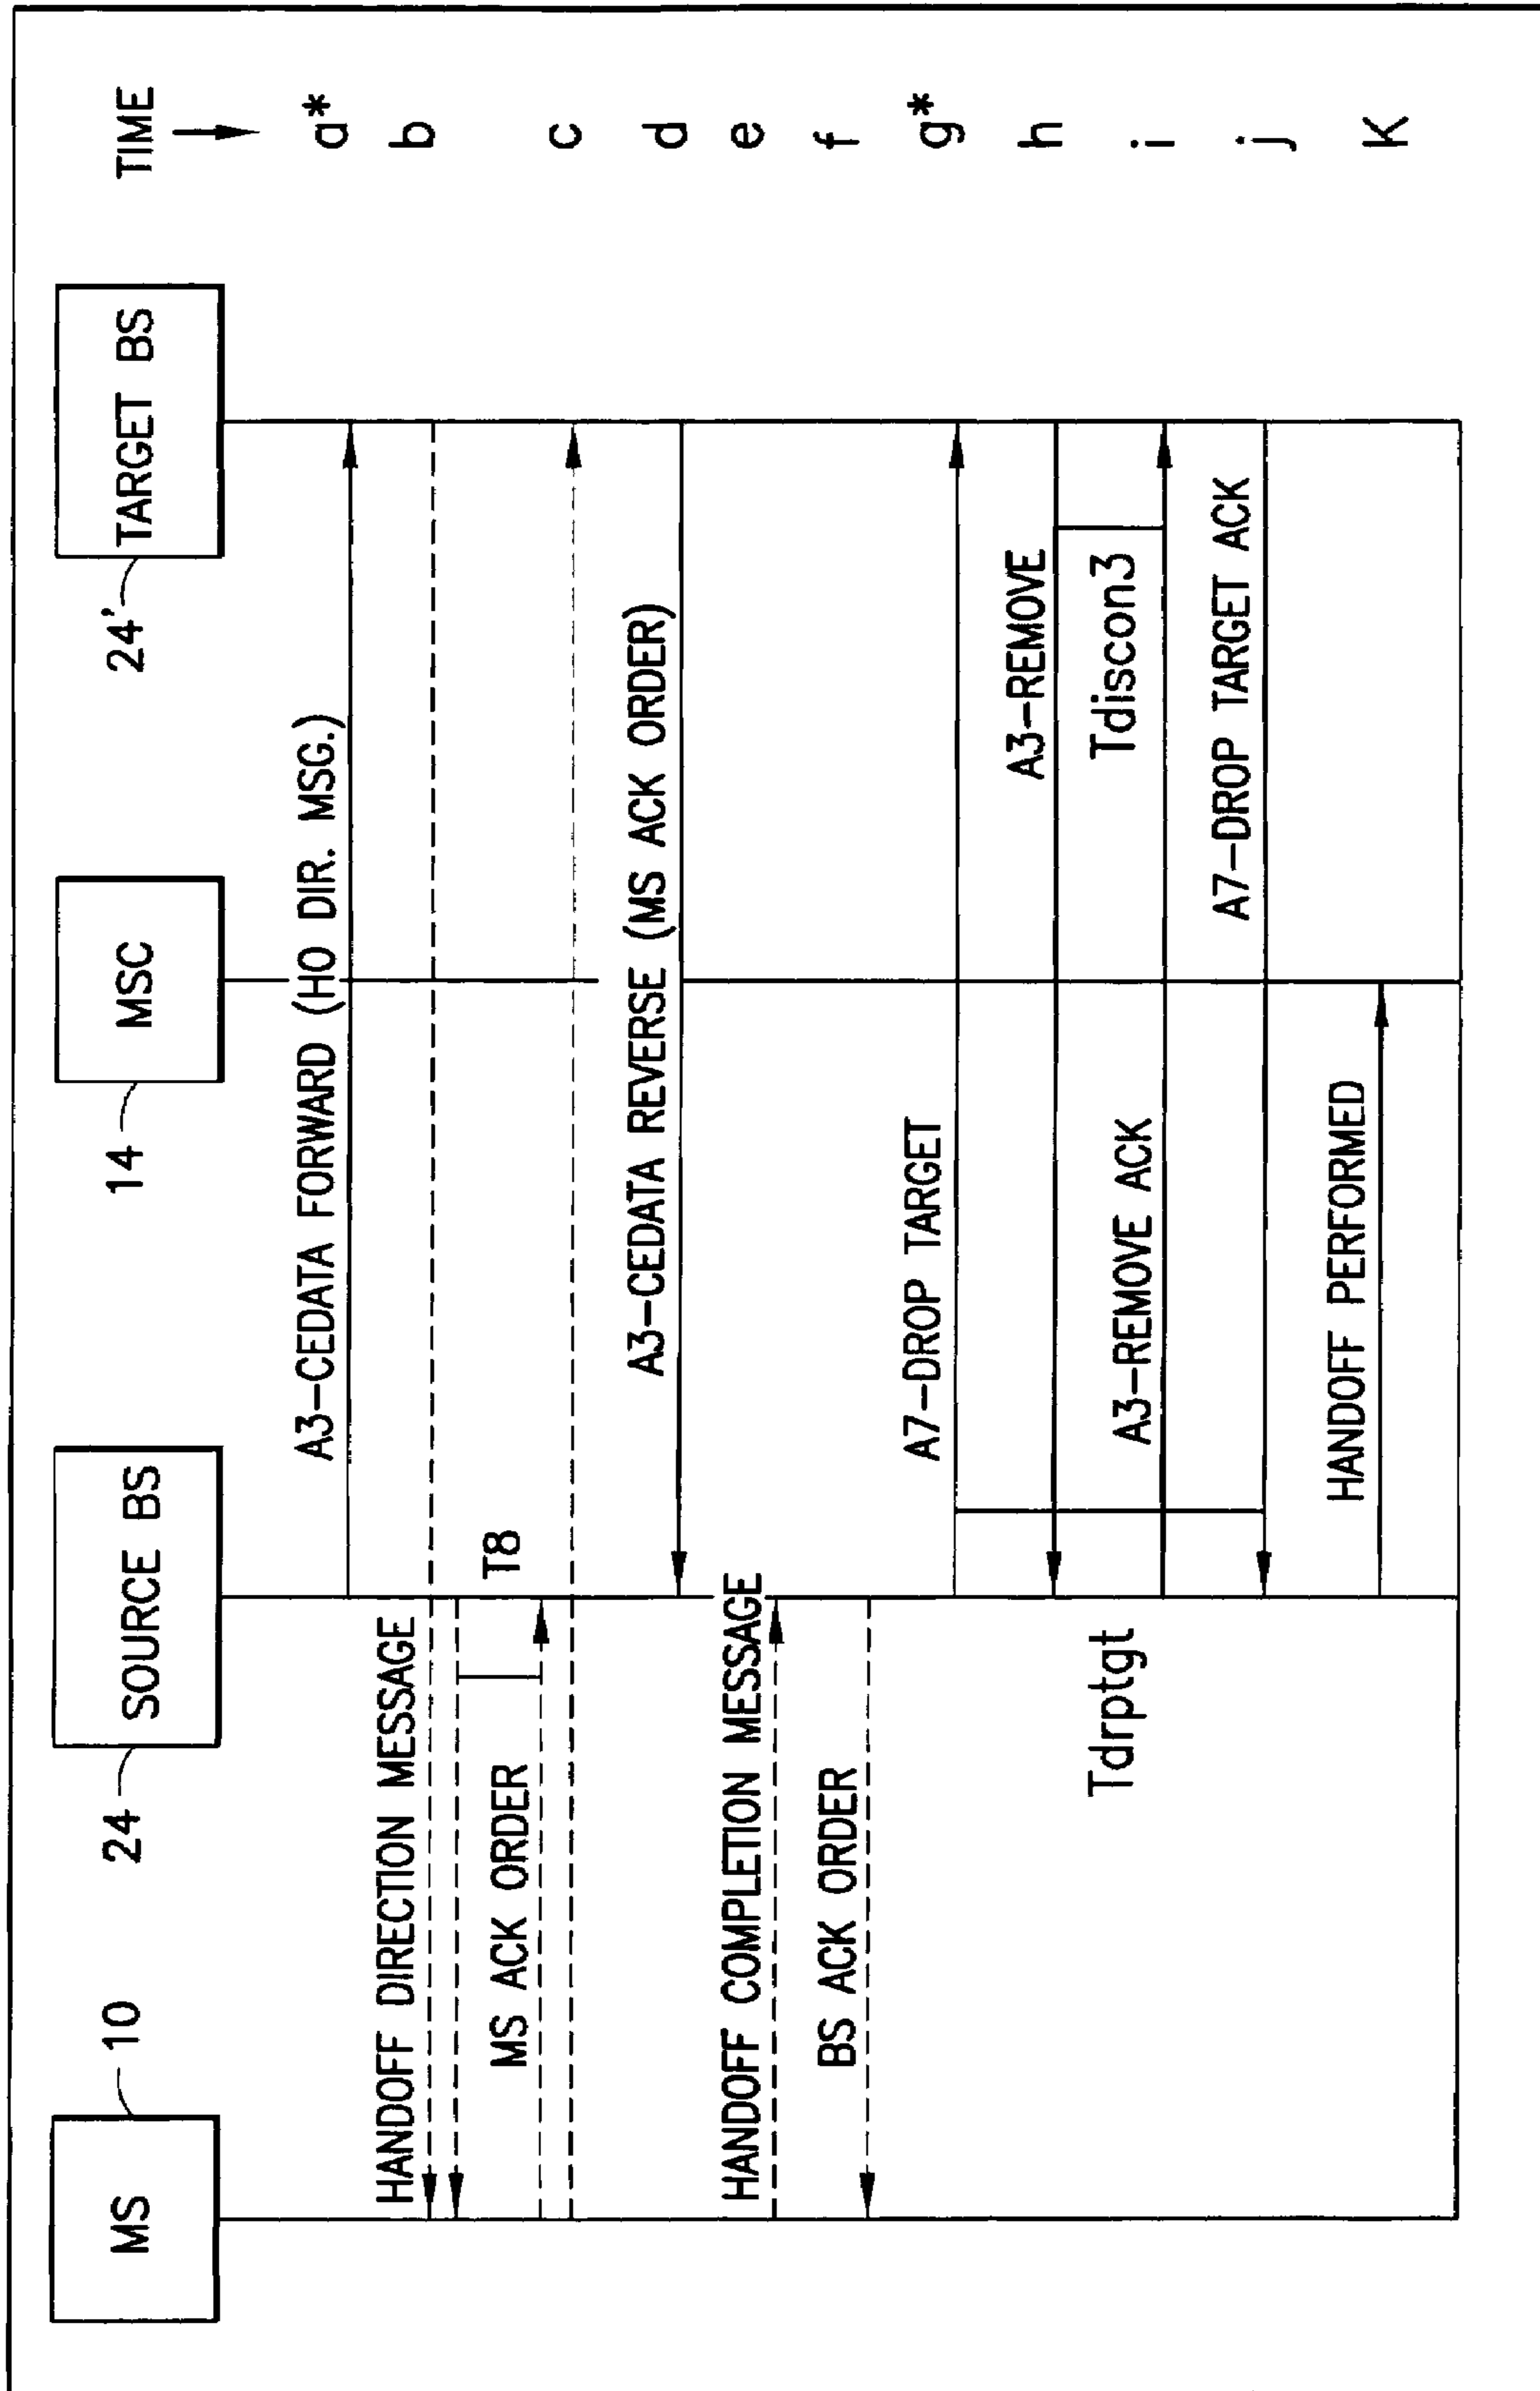 MS
10
SOURCE BS
24
MSC
14
TARGET BS
24'
TIME
A3-CEDATA FORWARD (HO DIR. MSG.)
a*
HANDOFF DIRECTION MESSAGE
b
T8
MS ACK ORDER
c
A3-CEDATA REVERSE (MS ACK ORDER)
d
HANDOFF COMPLETION MESSAGE
e
BS ACK ORDER
f
A7-DROP TARGET
g*
A3-REMOVE
h
Tdrptgt
Tdiscon3
A3-REMOVE ACK
i
A7-DROP TARGET ACK
j
HANDOFF PERFORMED
K